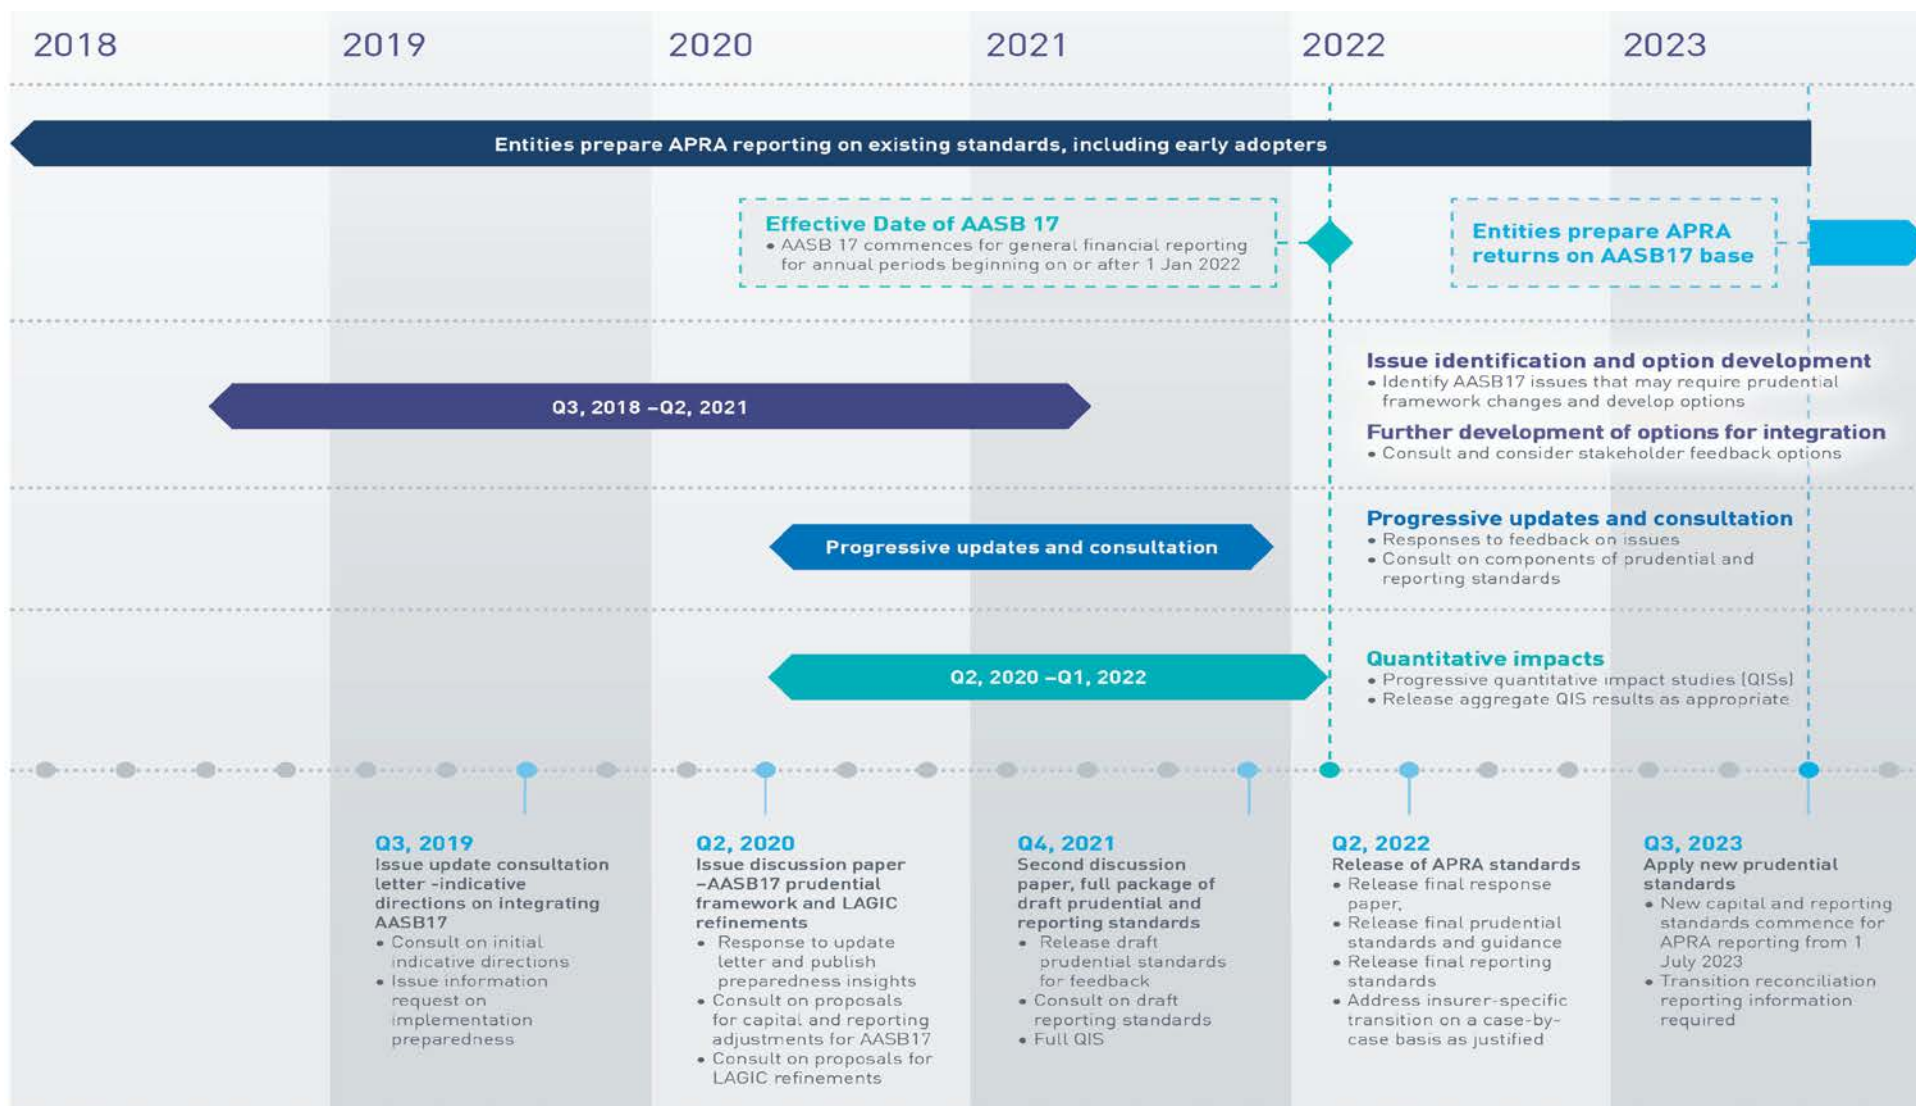 2018
2019
2020
2021
2022
2023
Entities prepare APRA reporting on existing standards, including early adopters
Effective Date of AASB 17
• AASB 17 commences for general financial reporting
for annual periods beginning on or after 1 Jan 2022
Entities prepare APRA
returns on AASB17 base
Q3, 2018 –Q2, 2021
Issue identification and option development
• Identify AASB17 issues that may require prudential
framework changes and develop options
Further development of options for integration
• Consult and consider stakeholder feedback options
Progressive updates and consultation
Progressive updates and consultation
• Responses to feedback on issues
• Consult on components of prudential and
reporting standards
Q2, 2020 –Q1, 2022
Quantitative impacts
• Progressive quantitative impact studies (QISs)
• Release aggregate QIS results as appropriate
Q3, 2019
Issue update consultation
letter -indicative
directions on integrating
AASB17
• Consult on initial
indicative directions
• Issue information
request on
implementation
preparedness
Q2, 2020
Issue discussion paper
–AASB17 prudential
framework and LAGIC
refinements
• Response to update
letter and publish
preparedness insights
• Consult on proposals
for capital and reporting
adjustments for AASB17
• Consult on proposals for
LAGIC refinements
Q4, 2021
Second discussion
paper, full package of
draft prudential and
reporting standards
• Release draft
prudential standards
for feedback
• Consult on draft
reporting standards
• Full QIS
Q2, 2022
Release of APRA standards
• Release final response
paper,
• Release final prudential
standards and guidance
• Release final reporting
standards
• Address insurer-specific
transition on a case-by-
case basis as justified
Q3, 2023
Apply new prudential
standards
• New capital and reporting
standards commence for
APRA reporting from 1
July 2023
• Transition reconciliation
reporting information
required